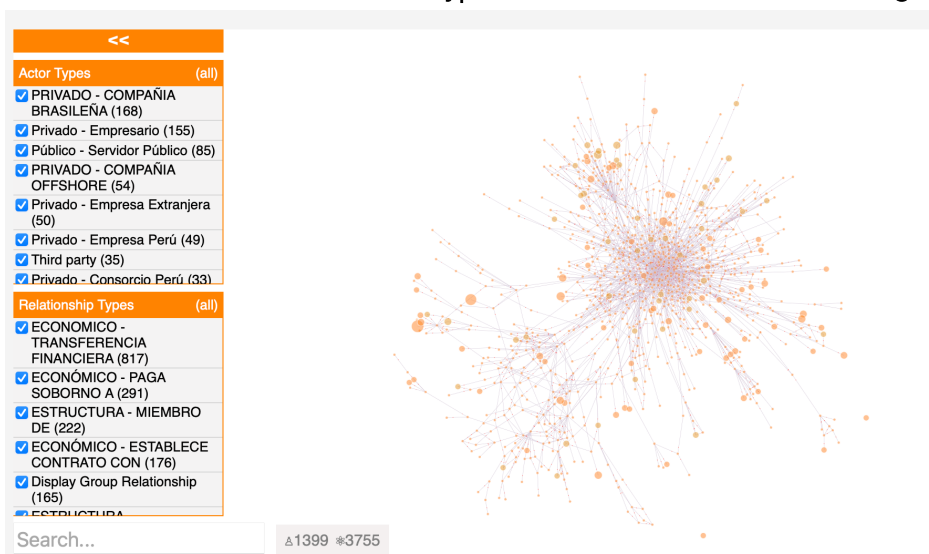 <<
Actor Types (all)
PRIVADO - COMPAÑIA
BRASILEÑA (168)
Privado - Empresario (155)
Público - Servidor Público (85)
PRIVADO - COMPAÑIA
OFFSHORE (54)
Privado - Empresa Extranjera
(50)
Privado - Empresa Perú (49)
Third party (35)
Privado - Consorcio Perú (33)
Relationship Types (all)
ECONOMICO -
TRANSFERENCIA
FINANCIERA (817)
ECONÓMICO - PAGA
SOBORNO A (291)
ESTRUCTURA - MIEMBRO
DE (222)
ECONÓMICO - ESTABLECE
CONTRATO CON (176)
Display Group Relationship
(165)
ESTRUCTURA
Search...
1399 3755